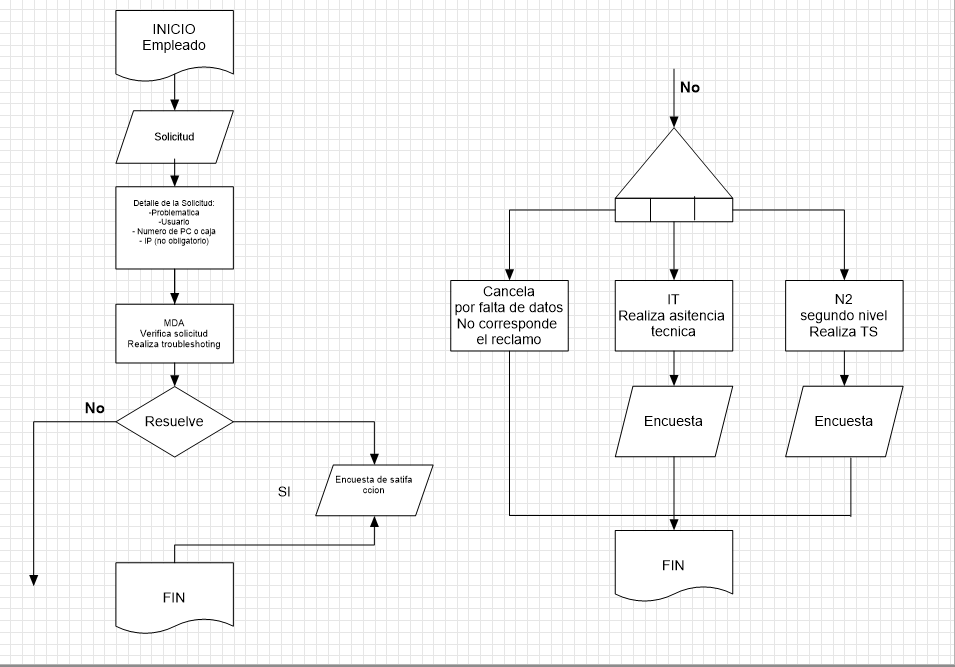 INICIO
Empleado
Solicitud
Detalle de la Solicitud:
-Problematica
-Usuario
- Numero de PC o caja
- IP (no obligatorio)
MDA
Verifica solicitud
Realiza troubleshoting
No
Resuelve
SI
Encuesta de satifa
ccion
FIN
No
Cancela
por falta de datos
No corresponde
el reclamo
IT
Realiza asitencia
tecnica
N2
segundo nivel
Realiza TS
Encuesta
Encuesta
FIN